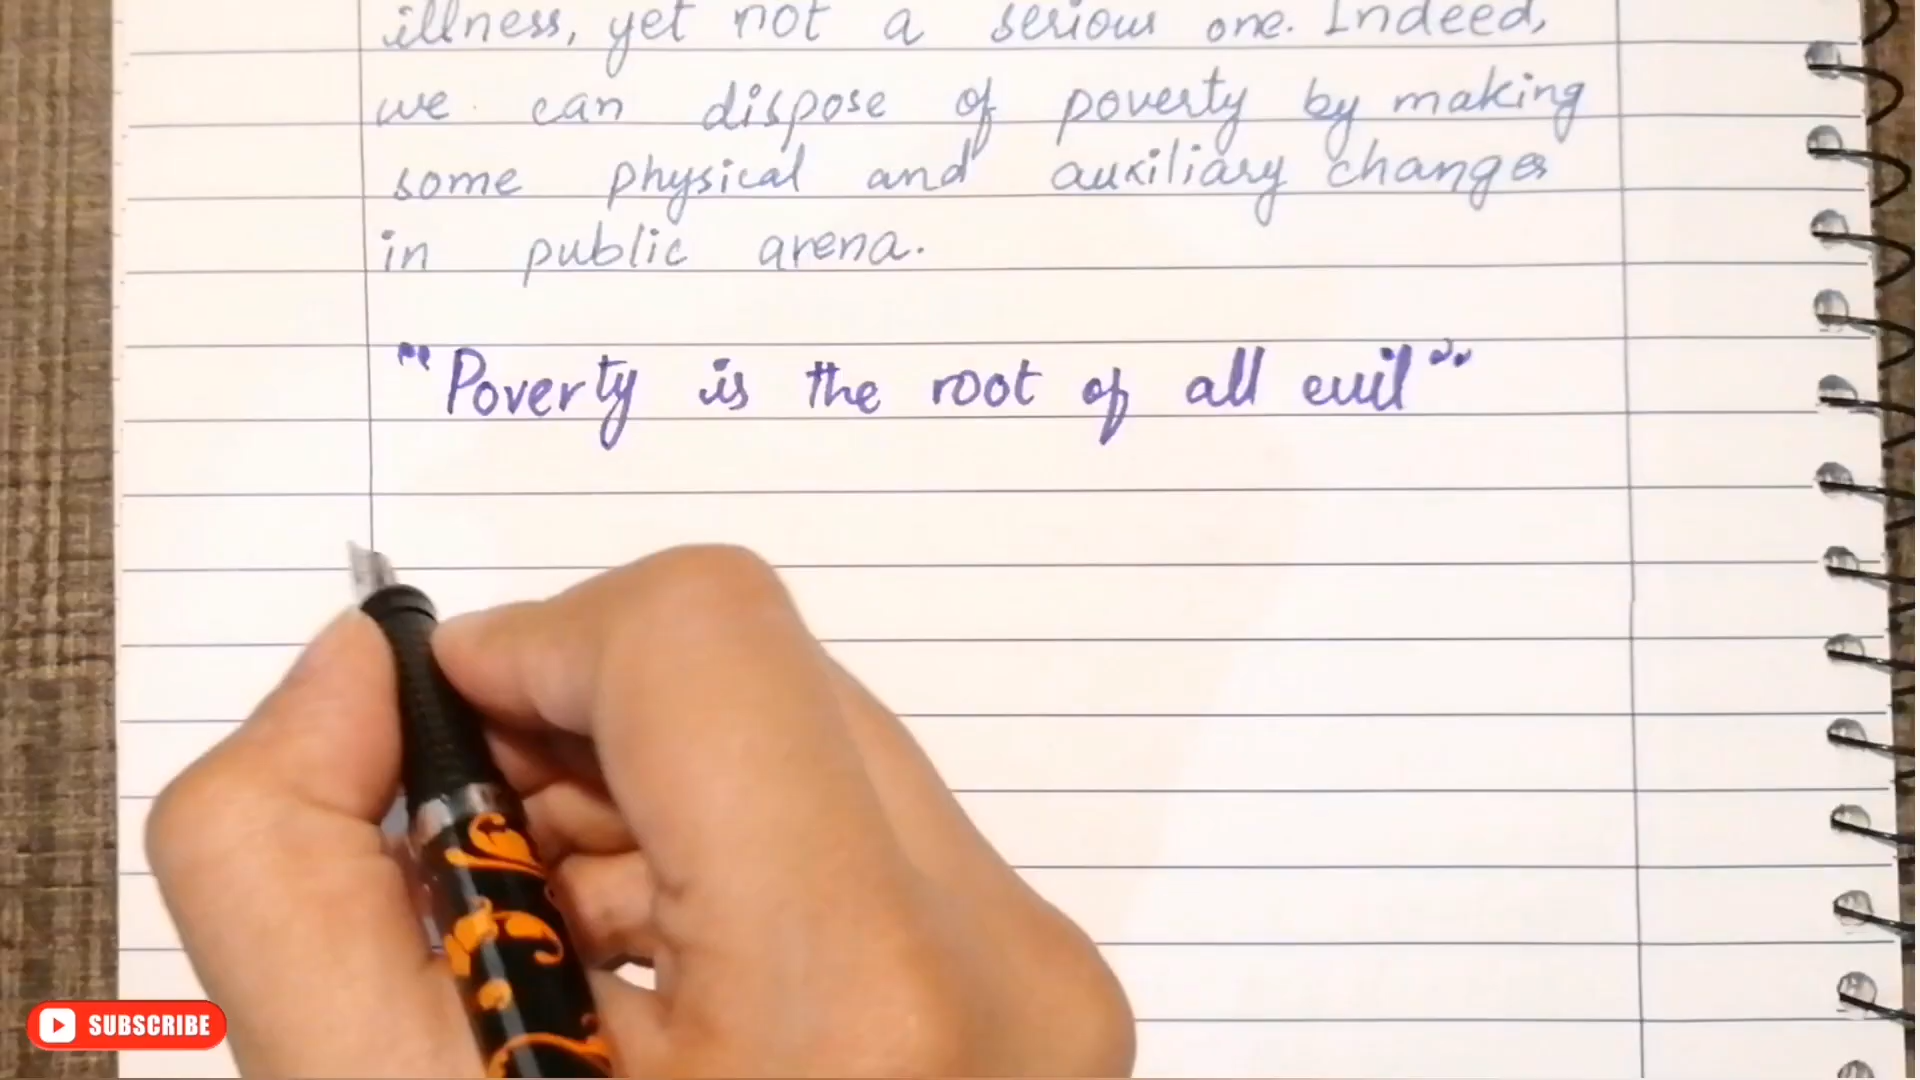 illness, yet not a serious one. Indeed,
we can dispose of poverty by making
some physical and auxiliary changes
in public arena.
"Poverty is the root of all evil"
SUBSCRIBE